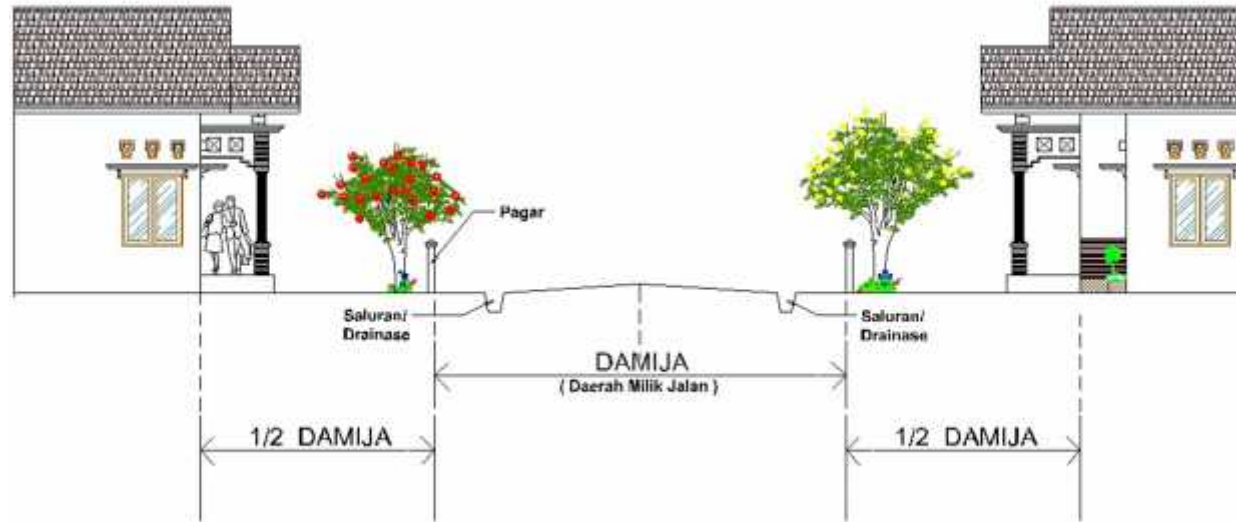 Pagar
Saluran/
Drainase
Saluran/
Drainase
DAMIJA
( Daerah Milik Jalan )
1/2 DAMIJA
1/2 DAMIJA